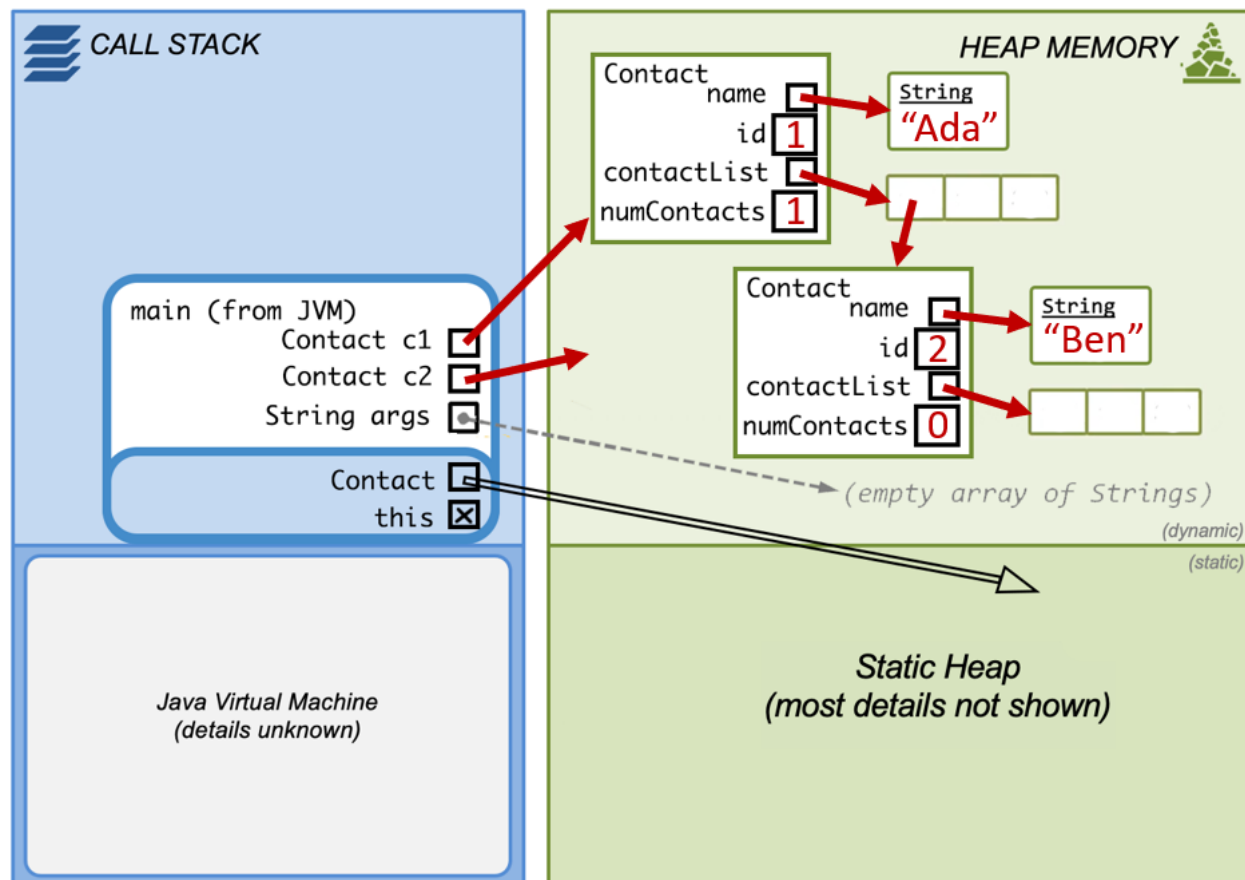 CALL STACK
main (from JVM)
Contact c1
Contact c2
String args
Contact
this
Java Virtual Machine
(details unknown)
HEAP MEMORY
Contact
name
id 1
contactList
numContacts 1
String
“Ada”
Contact
name
id 2
contactList
numContacts 0
String
“Ben”
(empty array of Strings)
(dynamic)
(static)
Static Heap
(most details not shown)